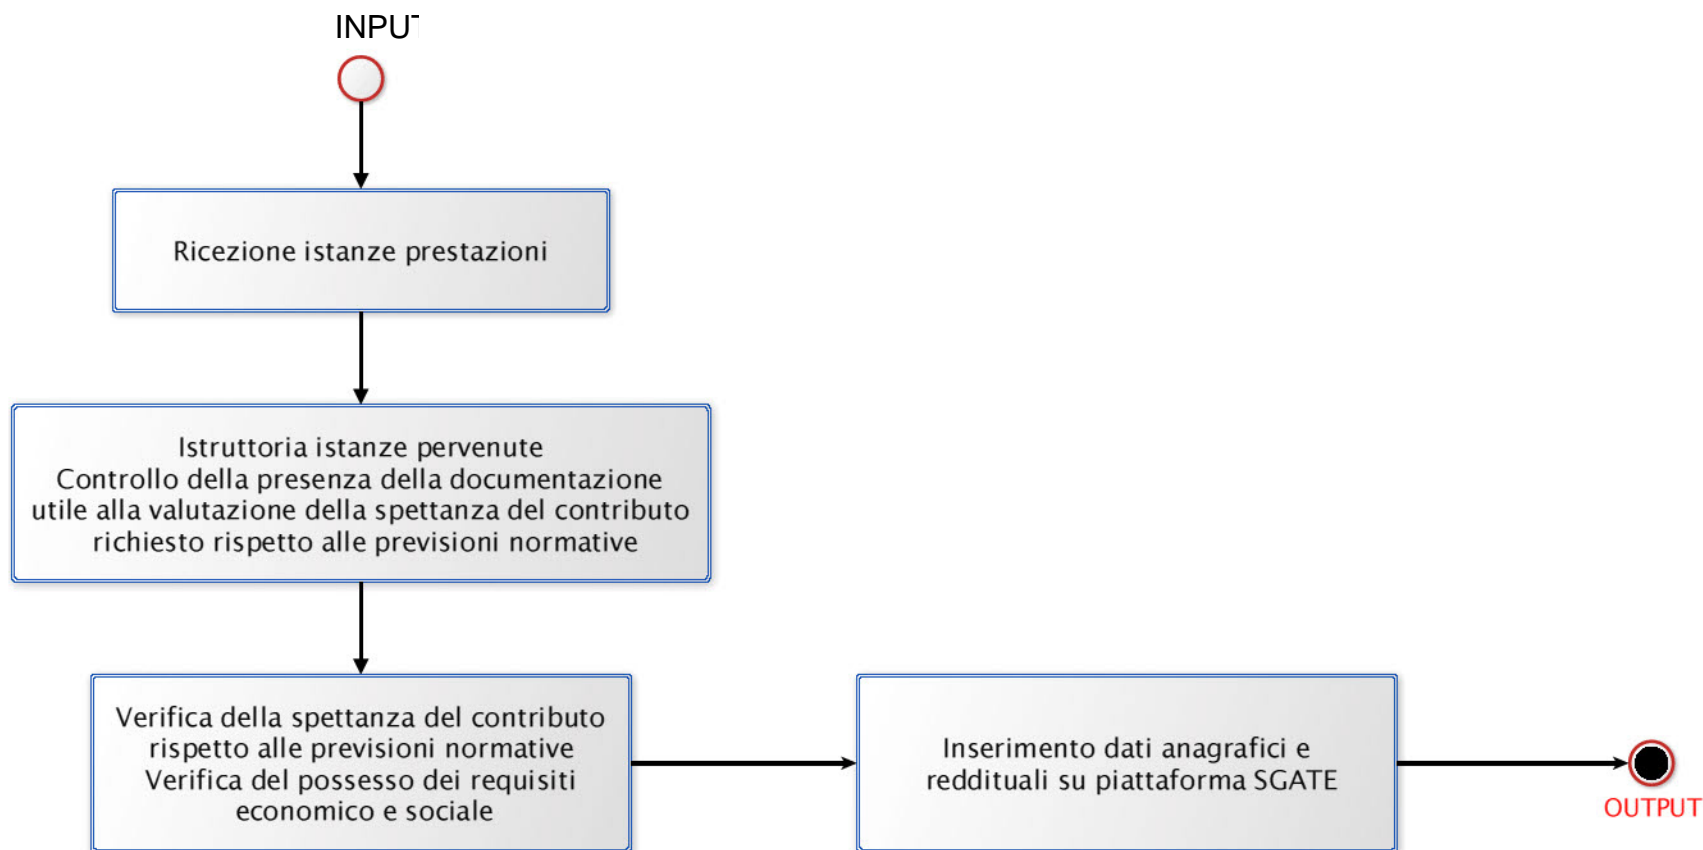 INPUT
Ricezione istanze prestazioni
Istruttoria istanze pervenute
Controllo della presenza della documentazione
utile alla valutazione della spettanza del contributo
richiesto rispetto alle previsioni normative
Verifica della spettanza del contributo
rispetto alle previsioni normative
Verifica del possesso dei requisiti
economico e sociale
Inserimento dati anagrafici e
reddituali su piattaforma SGATE
OUTPUT